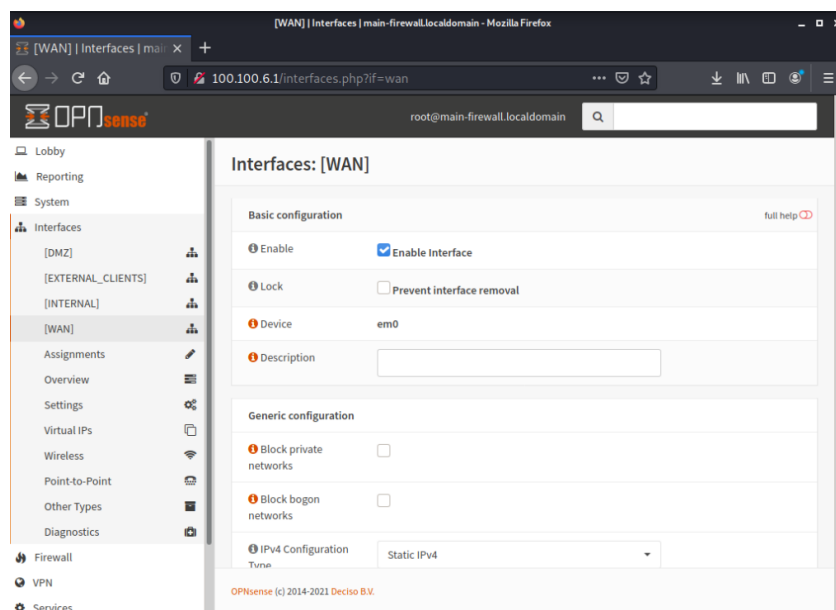 [WAN] | Interfaces | main-firewall.localdomain - Mozilla Firefox
[WAN] | Interfaces | mai
100.100.6.1/interfaces.php?if=wan
OPNsense
root@main-firewall.localdomain
Lobby
Reporting
System
Interfaces
[DMZ]
[EXTERNAL_CLIENTS]
[INTERNAL]
[WAN]
Assignments
Overview
Settings
Virtual IPs
Wireless
Point-to-Point
Other Types
Diagnostics
Firewall
VPN
Services
Interfaces: [WAN]
Basic configuration
full help
Enable
Enable Interface
Lock
Prevent interface removal
Device
em0
Description
Generic configuration
Block private
networks
Block bogon
networks
IPv4 Configuration
Type
Static IPv4
OPNsense (c) 2014-2021 Deciso B.V.